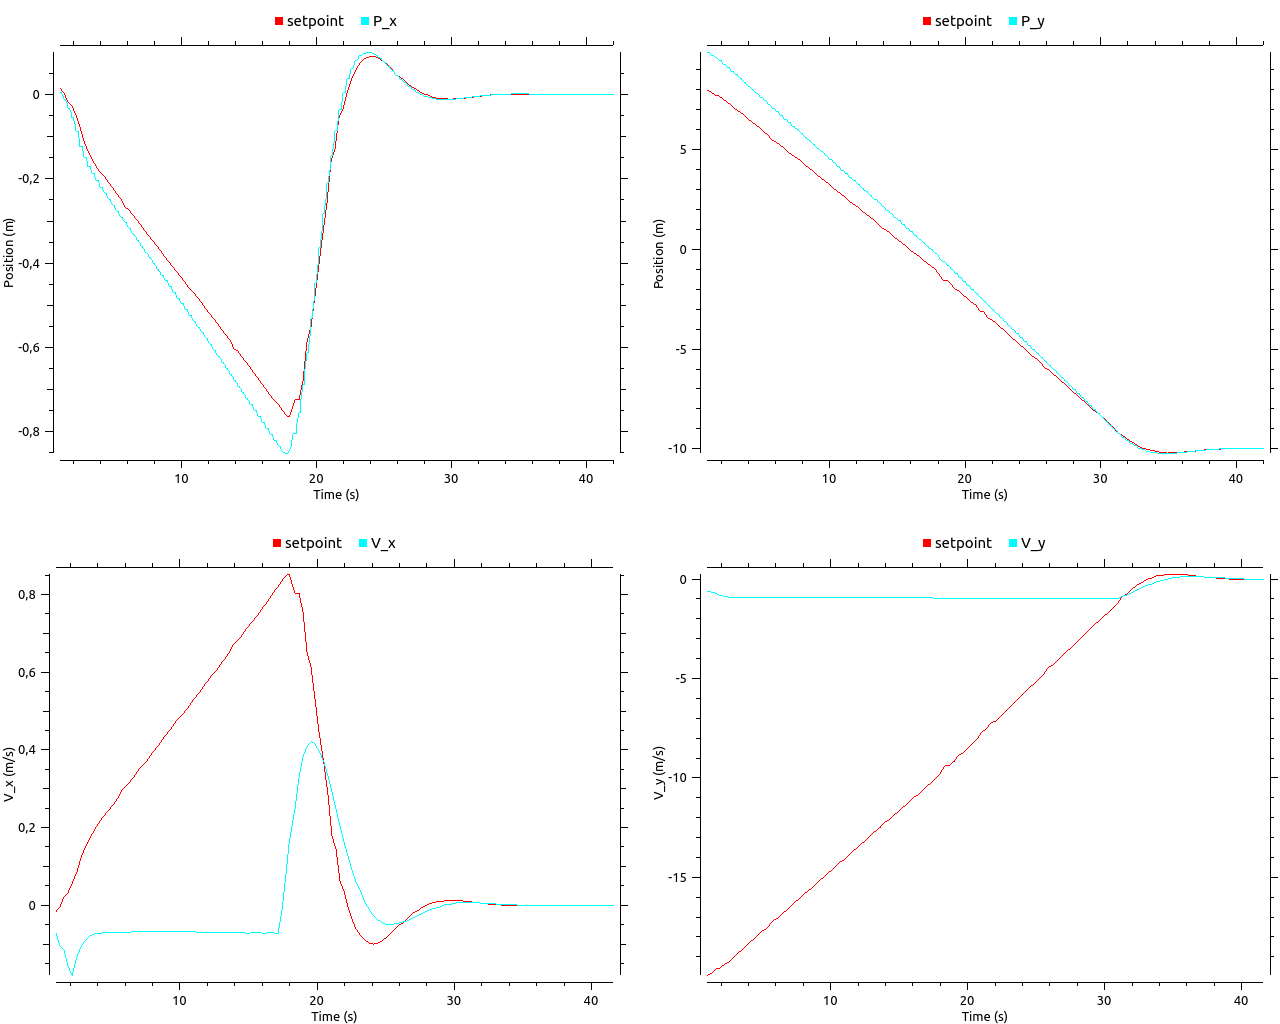 setpoint P_x
0
-0,2
-0,4
-0,6
-0,8
Position (m)
10 20 30 40
Time (s)
setpoint P_y
5
0
-5
-10
Position (m)
10 20 30 40
Time (s)
setpoint V_x
0,8
0,6
0,4
0,2
0
V_x (m/s)
10 20 30 40
Time (s)
setpoint V_y
0
-5
-10
-15
V_y (m/s)
10 20 30 40
Time (s)